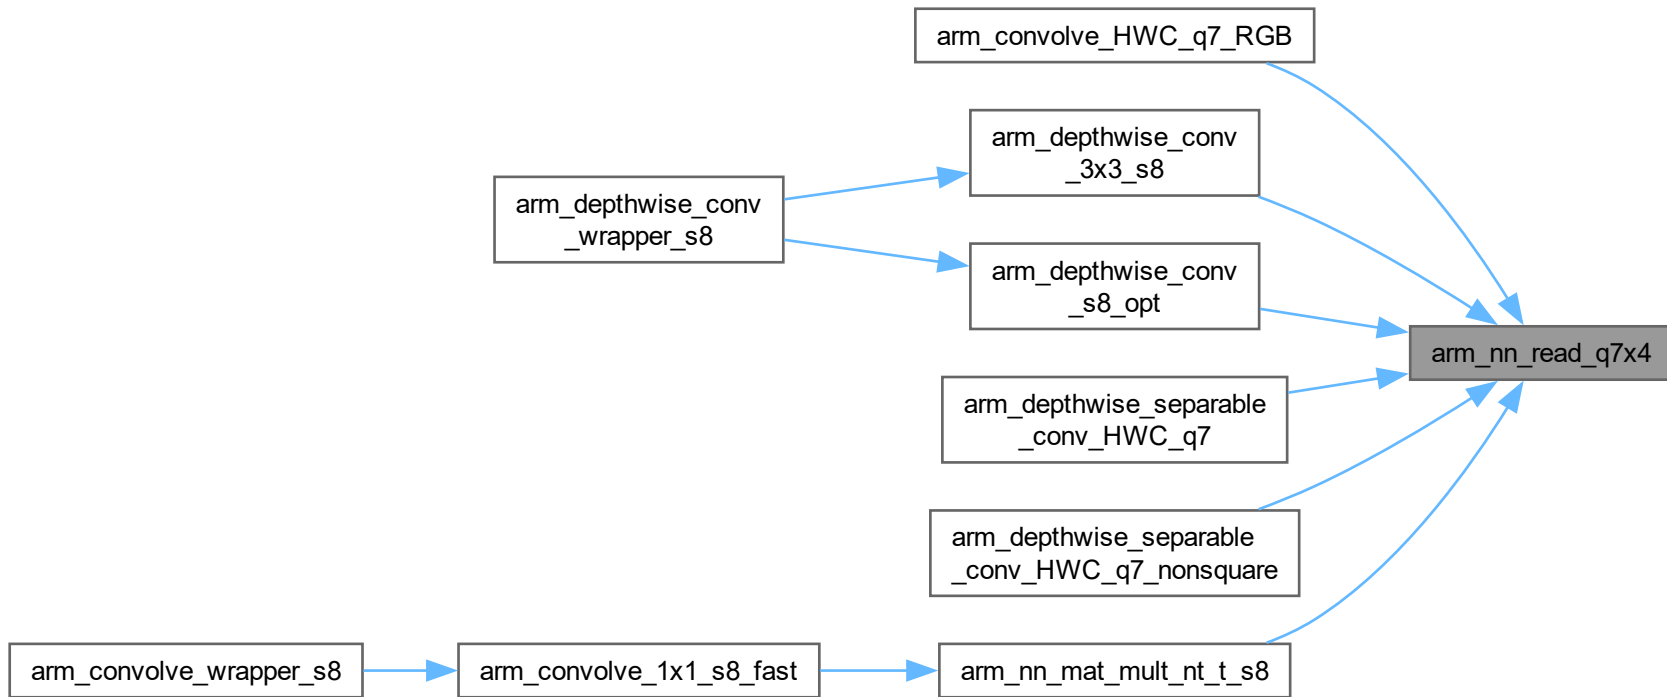 arm_convolve_HWC_q7_RGB
arm_depthwise_conv
_3x3_s8
arm_depthwise_conv
_wrapper_s8
arm_depthwise_conv
_s8_opt
arm_nn_read_q7x4
arm_depthwise_separable
_conv_HWC_q7
arm_depthwise_separable
_conv_HWC_q7_nonsquare
arm_convolve_wrapper_s8
arm_convolve_1x1_s8_fast
arm_nn_mat_mult_nt_t_s8